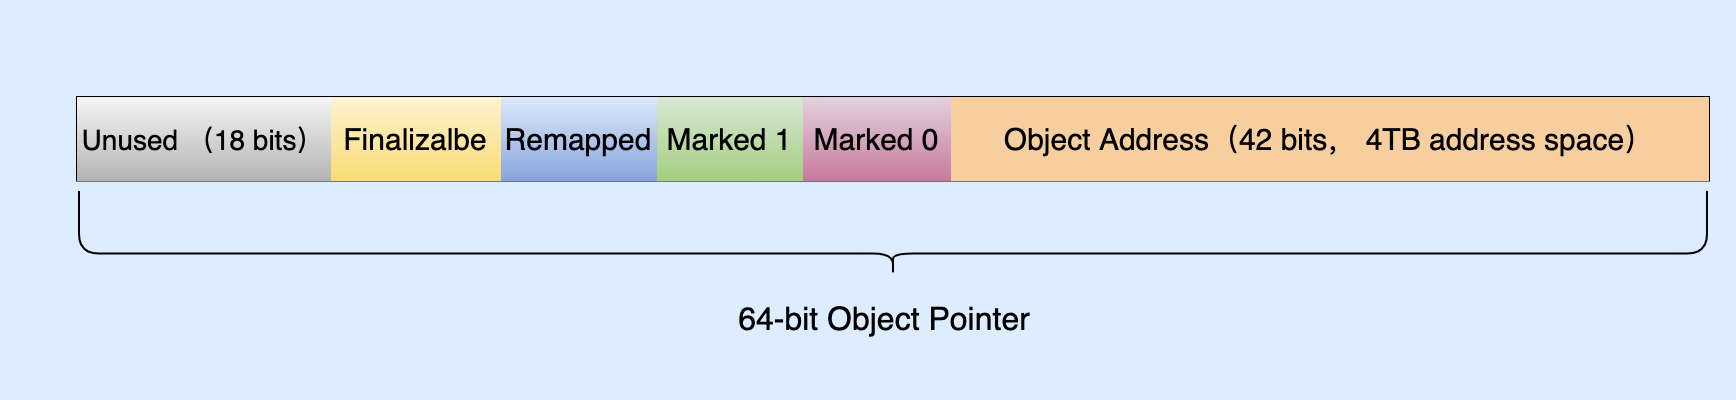 Unused （18 bits） Finalizalbe Remapped Marked 1 Marked 0 Object Address（42 bits， 4TB address space）
64-bit Object Pointer